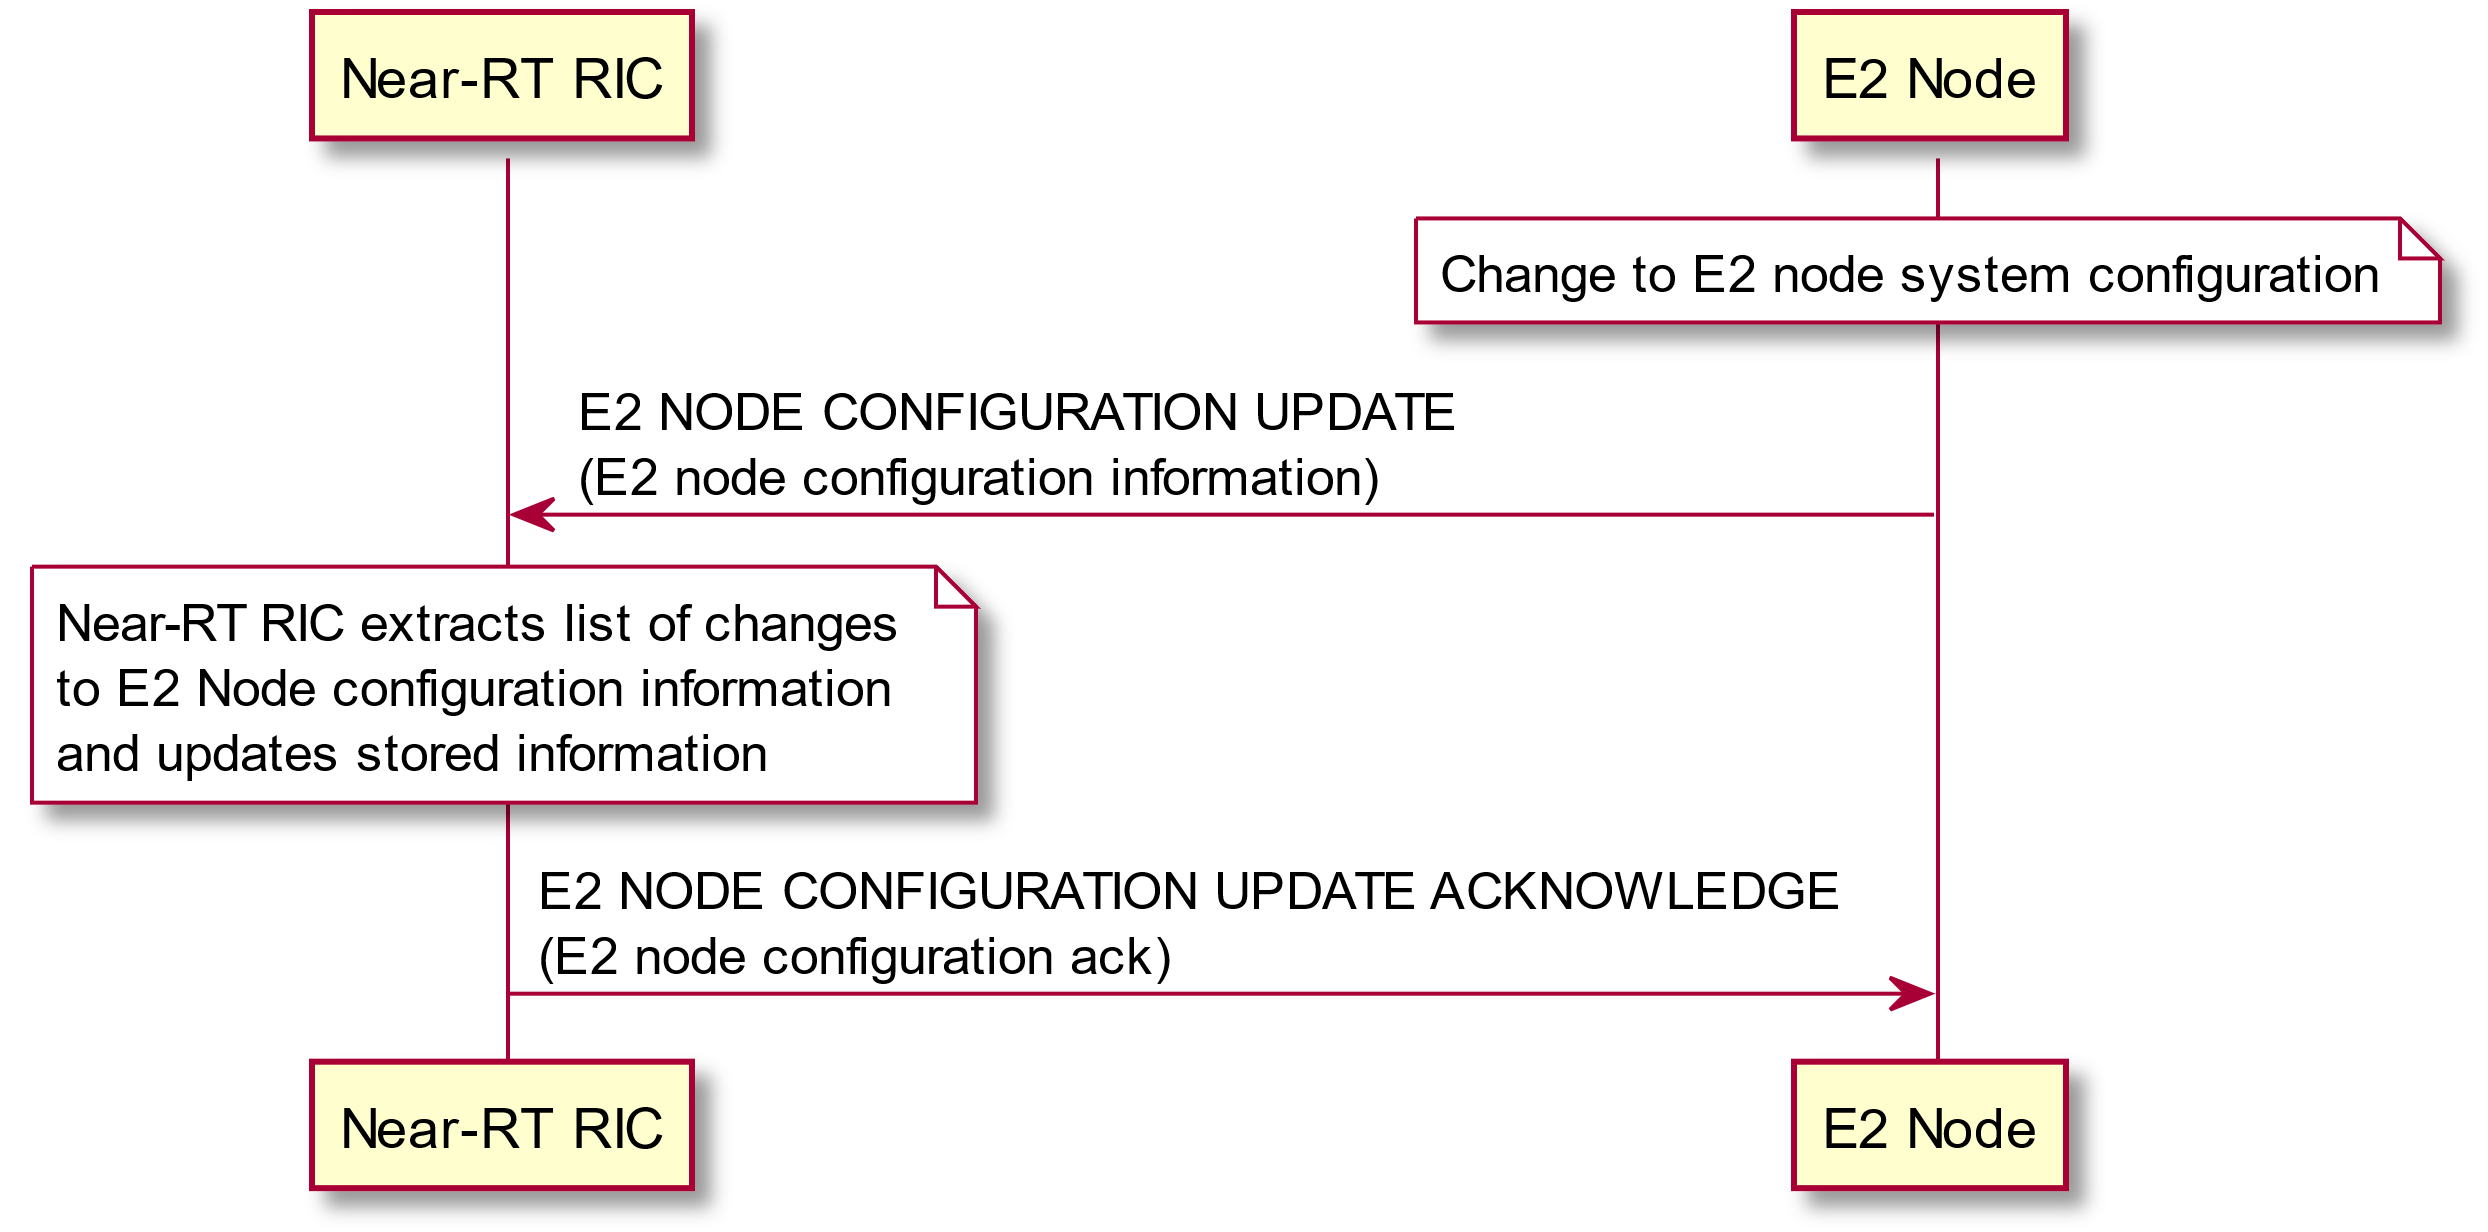 Near-RT RIC
E2 Node
Change to E2 node system configuration
E2 NODE CONFIGURATION UPDATE
(E2 node configuration information)
Near-RT RIC extracts list of changes
to E2 Node configuration information
and updates stored information
E2 NODE CONFIGURATION UPDATE ACKNOWLEDGE
(E2 node configuration ack)
Near-RT RIC
E2 Node